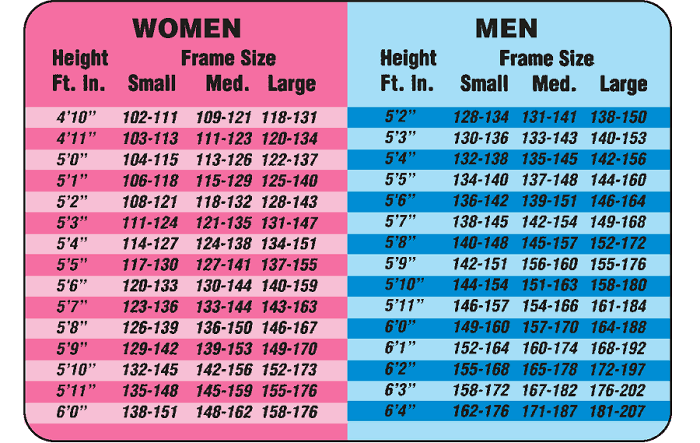 WOMEN
Height Frame Size
Ft. In. Small Med. Large
4'10" 102-111 109-121 118-131
4'11" 103-113 111-123 120-134
5'0" 104-115 113-126 122-137
5'1" 106-118 115-129 125-140
5'2" 108-121 118-132 128-143
5'3" 111-124 121-135 131-147
5'4" 114-127 124-138 134-151
5'5" 117-130 127-141 137-155
5'6" 120-133 130-144 140-159
5'7" 123-136 133-144 143-163
5'8" 126-139 136-150 146-167
5'9" 129-142 139-153 149-170
5'10" 132-145 142-156 152-173
5'11" 135-148 145-159 155-176
6'0" 138-151 148-162 158-176
MEN
Height Frame Size
Ft. In. Small Med. Large
5'2" 128-134 131-141 138-150
5'3" 130-136 133-143 140-153
5'4" 132-138 135-145 142-156
5'5" 134-140 137-148 144-160
5'6" 136-142 139-151 146-164
5'7" 138-145 142-154 149-168
5'8" 140-148 145-157 152-172
5'9" 142-151 156-160 155-176
5'10" 144-154 151-163 158-180
5'11" 146-157 154-166 161-184
6'0" 149-160 157-170 164-188
6'1" 152-164 160-174 168-192
6'2" 155-168 165-178 172-197
6'3" 158-172 167-182 176-202
6'4" 162-176 171-187 181-207